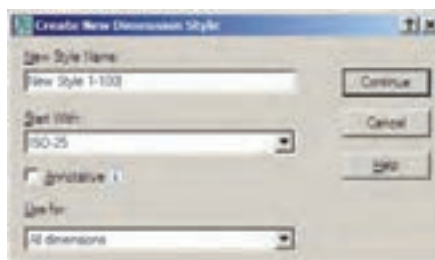 Create New Dimension Style
New Style Name:
New Style 1-100
Continue
Start With:
ISO-25
Cancel
Annotative
Help
Use for:
All dimensions